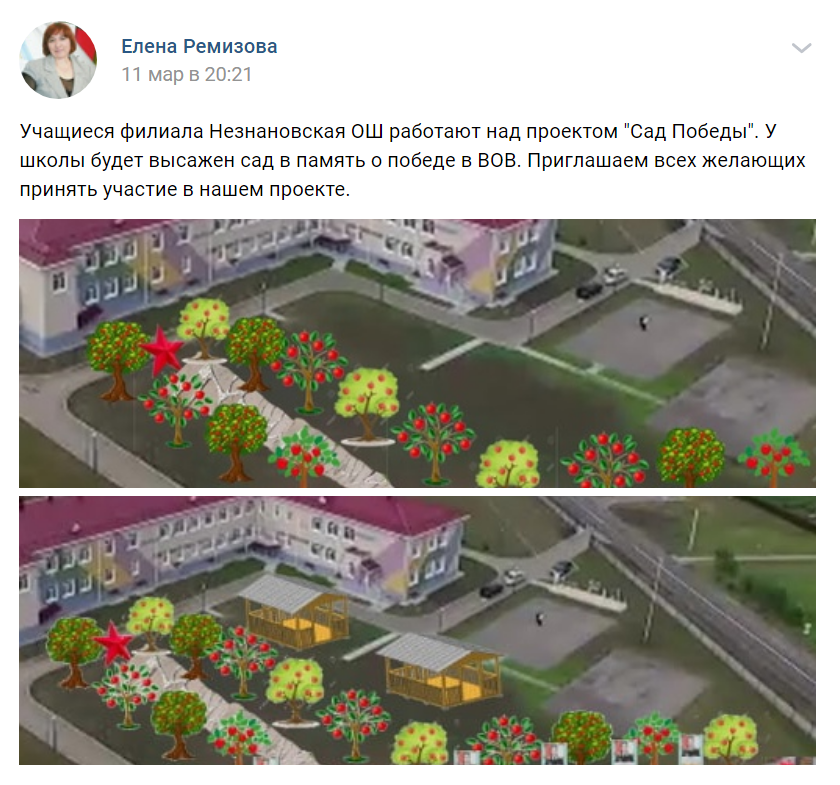 Елена Ремизова
11 мар в 20:21
Учащиеся филиала Незнановская ОШ работают над проектом "Сад Победы". У
школы будет высажен сад в память о победе в ВОВ. Приглашаем всех желающих
принять участие в нашем проекте.